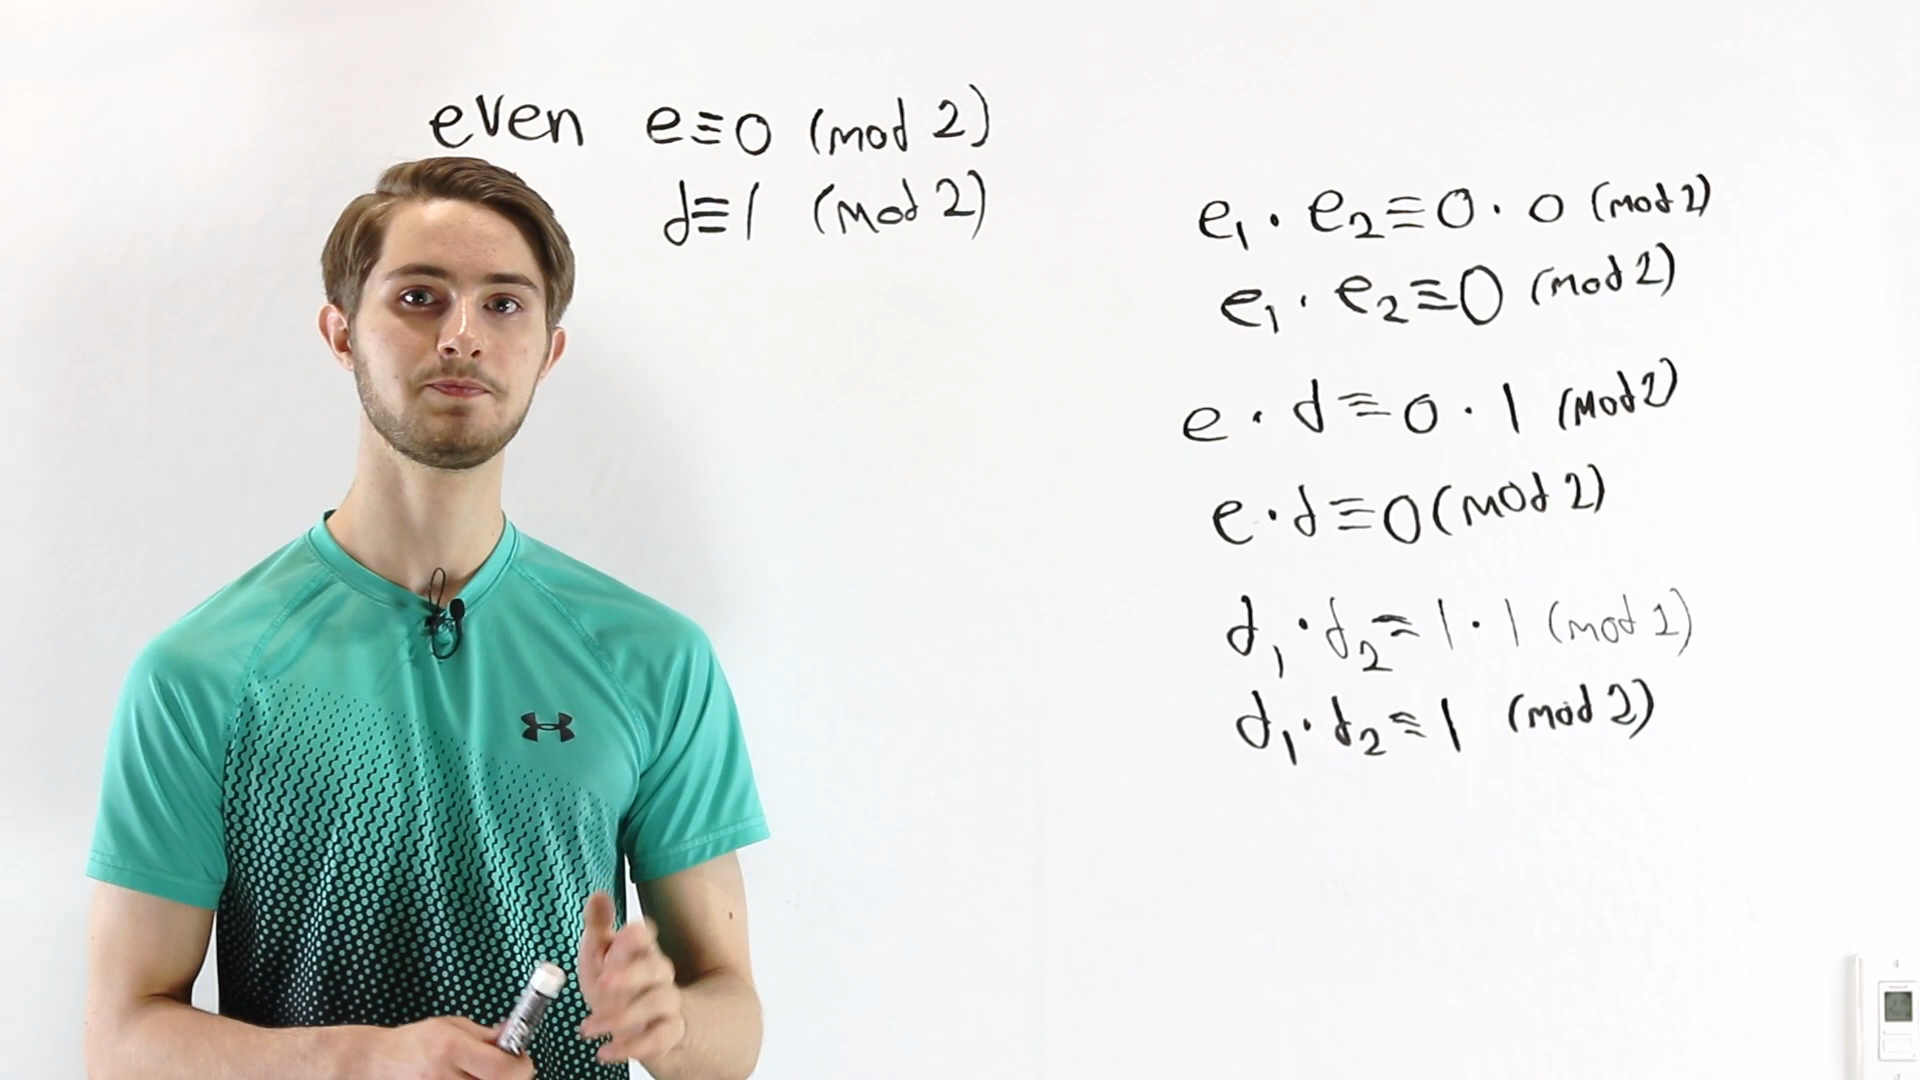 even e≡0 (mod 2)
d≡1 (mod 2)
e₁ · e₂≡0 · 0 (mod 2)
e₁ · e₂≡0 (mod 2)
e · d≡0 · 1 (mod 2)
e · d≡0 (mod 2)
d₁ · d₂≡1 · 1 (mod 2)
d₁ · d₂≡1 (mod 2)